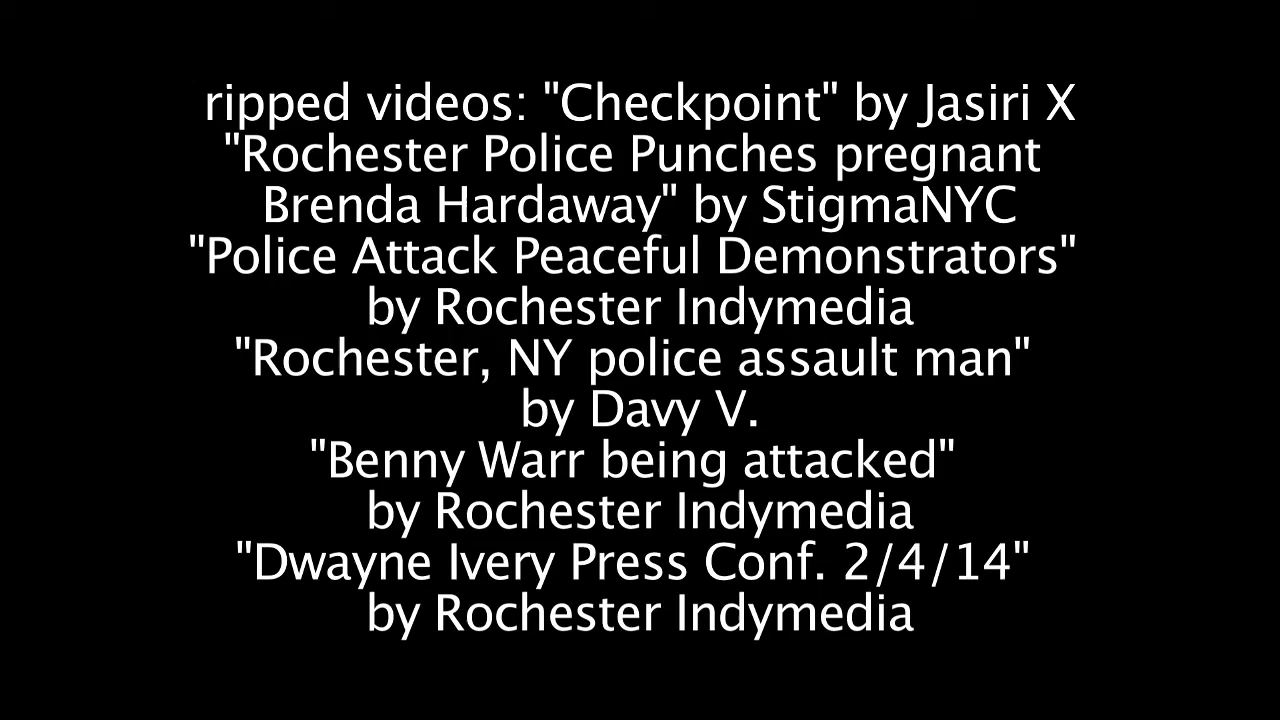 ripped videos: "Checkpoint" by Jasiri X
"Rochester Police Punches pregnant
Brenda Hardaway" by StigmaNYC
"Police Attack Peaceful Demonstrators"
by Rochester Indymedia
"Rochester, NY police assault man"
by Davy V.
"Benny Warr being attacked"
by Rochester Indymedia
"Dwayne Ivery Press Conf. 2/4/14"
by Rochester Indymedia